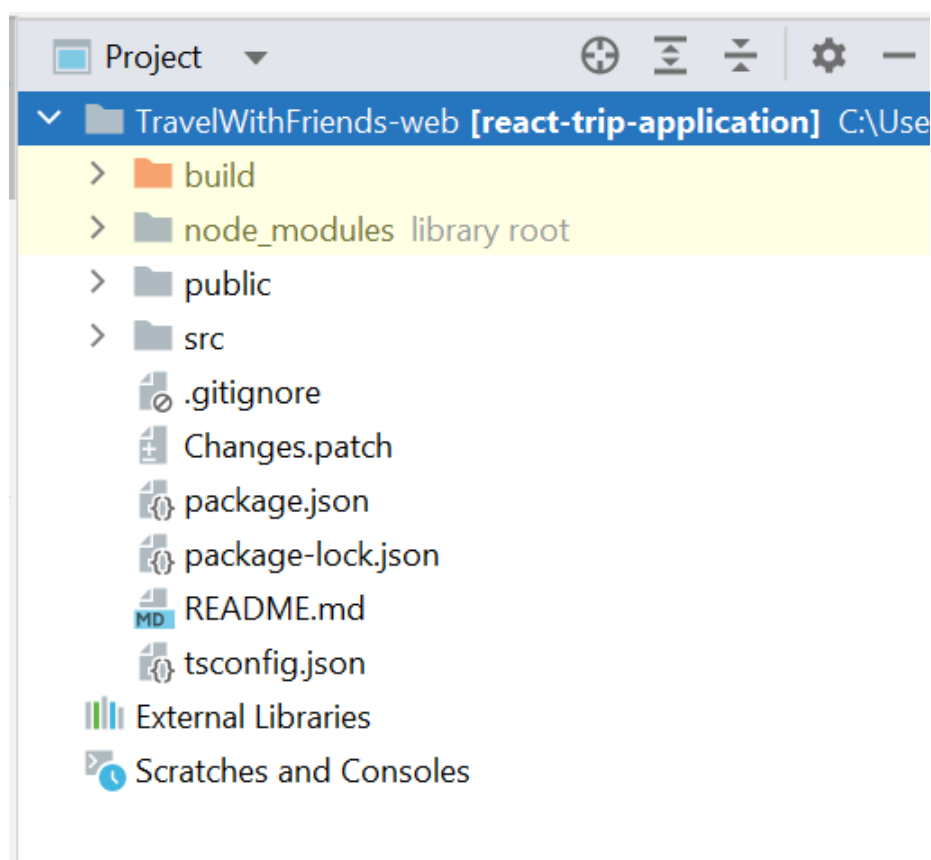 Project
TravelWithFriends-web [react-trip-application] C:\Use
build
node_modules library root
public
src
.gitignore
Changes.patch
package.json
package-lock.json
MD README.md
tsconfig.json
External Libraries
Scratches and Consoles